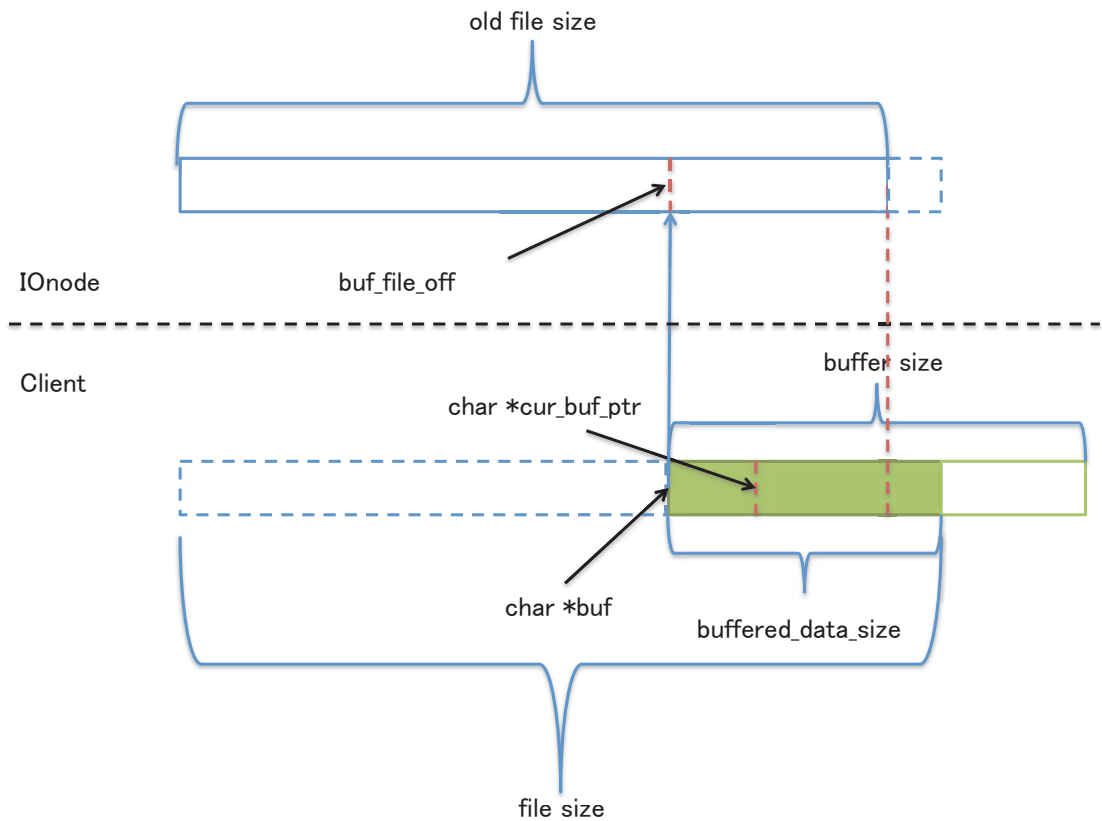 old file size
IOnode
buf_file_off
Client
buffer size
char *cur_buf_ptr
char *buf
buffered_data_size
file size